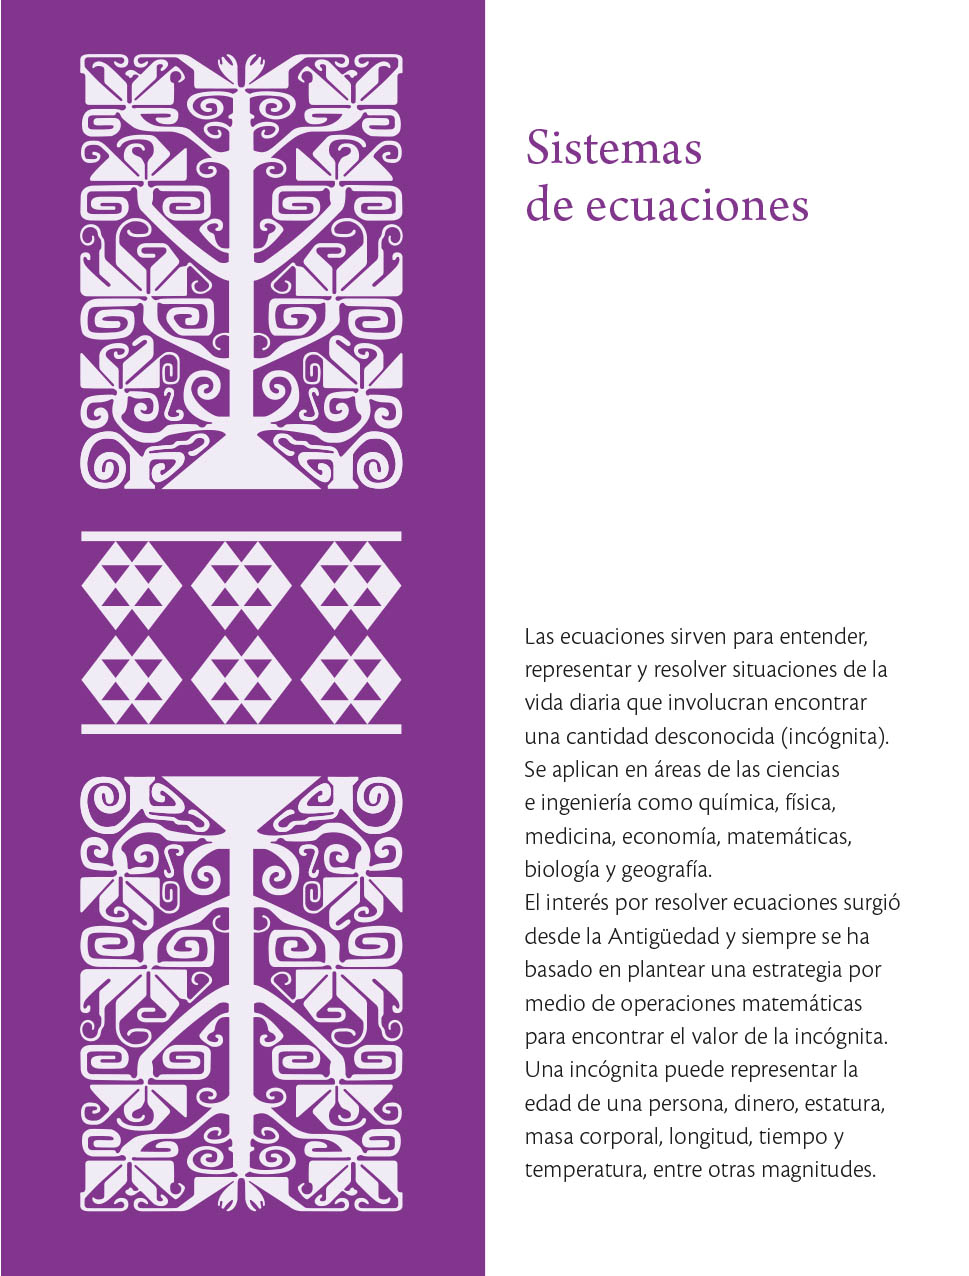 Sistemas
de ecuaciones
Las ecuaciones sirven para entender,
representar y resolver situaciones de la
vida diaria que involucran encontrar
una cantidad desconocida (incógnita).
Se aplican en áreas de las ciencias
e ingeniería como química, física,
medicina, economía, matemáticas,
biología y geografía.
El interés por resolver ecuaciones surgió
desde la Antigüedad y siempre se ha
basado en plantear una estrategia por
medio de operaciones matemáticas
para encontrar el valor de la incógnita.
Una incógnita puede representar la
edad de una persona, dinero, estatura,
masa corporal, longitud, tiempo y
temperatura, entre otras magnitudes.